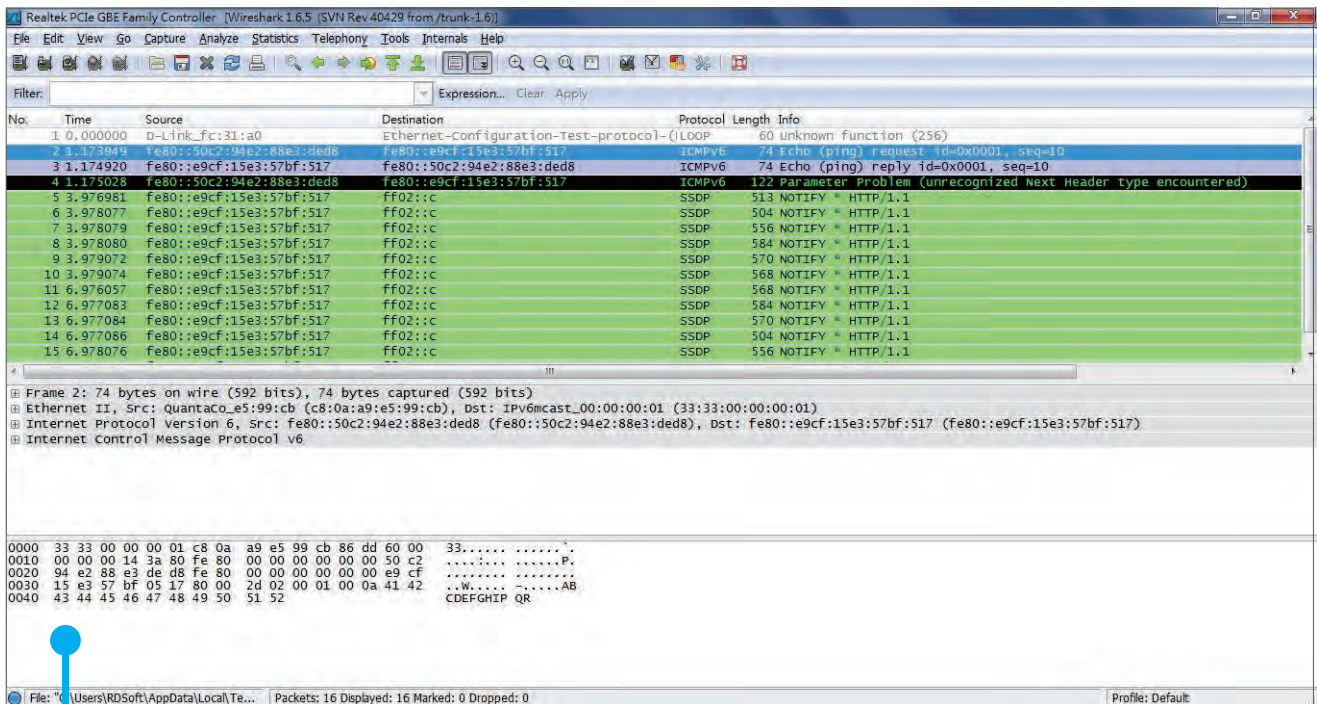 Realtek PCIe GBE Family Controller [Wireshark 1.6.5 (SVN Rev 40429 from /trunk-1.6)]
File Edit View Go Capture Analyze Statistics Telephony Tools Internals Help
Filter: Expression... Clear Apply
No. Time Source Destination Protocol Length Info
1 0.000000 D-Link_fc:31:a0 Ethernet-Configuration-Test-protocol-( LOOP 60 Unknown function (256)
2 1.173949 fe80::50c2:94e2:88e3:ded8 fe80::e9cf:15e3:57bf:517 ICMPv6 74 Echo (ping) request id=0x0001, seq=10
3 1.174920 fe80::e9cf:15e3:57bf:517 fe80::50c2:94e2:88e3:ded8 ICMPv6 74 Echo (ping) reply id=0x0001, seq=10
4 1.175028 fe80::50c2:94e2:88e3:ded8 fe80::e9cf:15e3:57bf:517 ICMPv6 122 Parameter Problem (unrecognized Next Header type encountered)
5 3.976981 fe80::e9cf:15e3:57bf:517 ff02::c SSDP 513 NOTIFY * HTTP/1.1
6 3.978077 fe80::e9cf:15e3:57bf:517 ff02::c SSDP 504 NOTIFY * HTTP/1.1
7 3.978079 fe80::e9cf:15e3:57bf:517 ff02::c SSDP 556 NOTIFY * HTTP/1.1
8 3.978080 fe80::e9cf:15e3:57bf:517 ff02::c SSDP 584 NOTIFY * HTTP/1.1
9 3.979072 fe80::e9cf:15e3:57bf:517 ff02::c SSDP 570 NOTIFY * HTTP/1.1
10 3.979074 fe80::e9cf:15e3:57bf:517 ff02::c SSDP 568 NOTIFY * HTTP/1.1
11 6.976057 fe80::e9cf:15e3:57bf:517 ff02::c SSDP 568 NOTIFY * HTTP/1.1
12 6.977083 fe80::e9cf:15e3:57bf:517 ff02::c SSDP 584 NOTIFY * HTTP/1.1
13 6.977084 fe80::e9cf:15e3:57bf:517 ff02::c SSDP 570 NOTIFY * HTTP/1.1
14 6.977086 fe80::e9cf:15e3:57bf:517 ff02::c SSDP 504 NOTIFY * HTTP/1.1
15 6.978076 fe80::e9cf:15e3:57bf:517 ff02::c SSDP 556 NOTIFY * HTTP/1.1
Frame 2: 74 bytes on wire (592 bits), 74 bytes captured (592 bits)
Ethernet II, Src: QuantaCo_e5:99:cb (c8:0a:a9:e5:99:cb), Dst: IPv6mcast_00:00:00:01 (33:33:00:00:00:01)
Internet Protocol Version 6, Src: fe80::50c2:94e2:88e3:ded8 (fe80::50c2:94e2:88e3:ded8), Dst: fe80::e9cf:15e3:57bf:517 (fe80::e9cf:15e3:57bf:517)
Internet Control Message Protocol v6
0000 33 33 00 00 00 01 c8 0a a9 e5 99 cb 86 dd 60 00 33...... ......`.
0010 00 00 00 14 3a 80 fe 80 00 00 00 00 00 00 50 c2 ....:... ......P.
0020 94 e2 88 e3 de d8 fe 80 00 00 00 00 00 00 e9 cf ........ ........
0030 15 e3 57 bf 05 17 80 00 2d 02 00 01 00 0a 41 42 ..W..... -.....AB
0040 43 44 45 46 47 48 49 50 51 52 CDEFGHIP QR
File: "C:\Users\RDSoft\AppData\Local\Te... Packets: 16 Displayed: 16 Marked: 0 Dropped: 0 Profile: Default